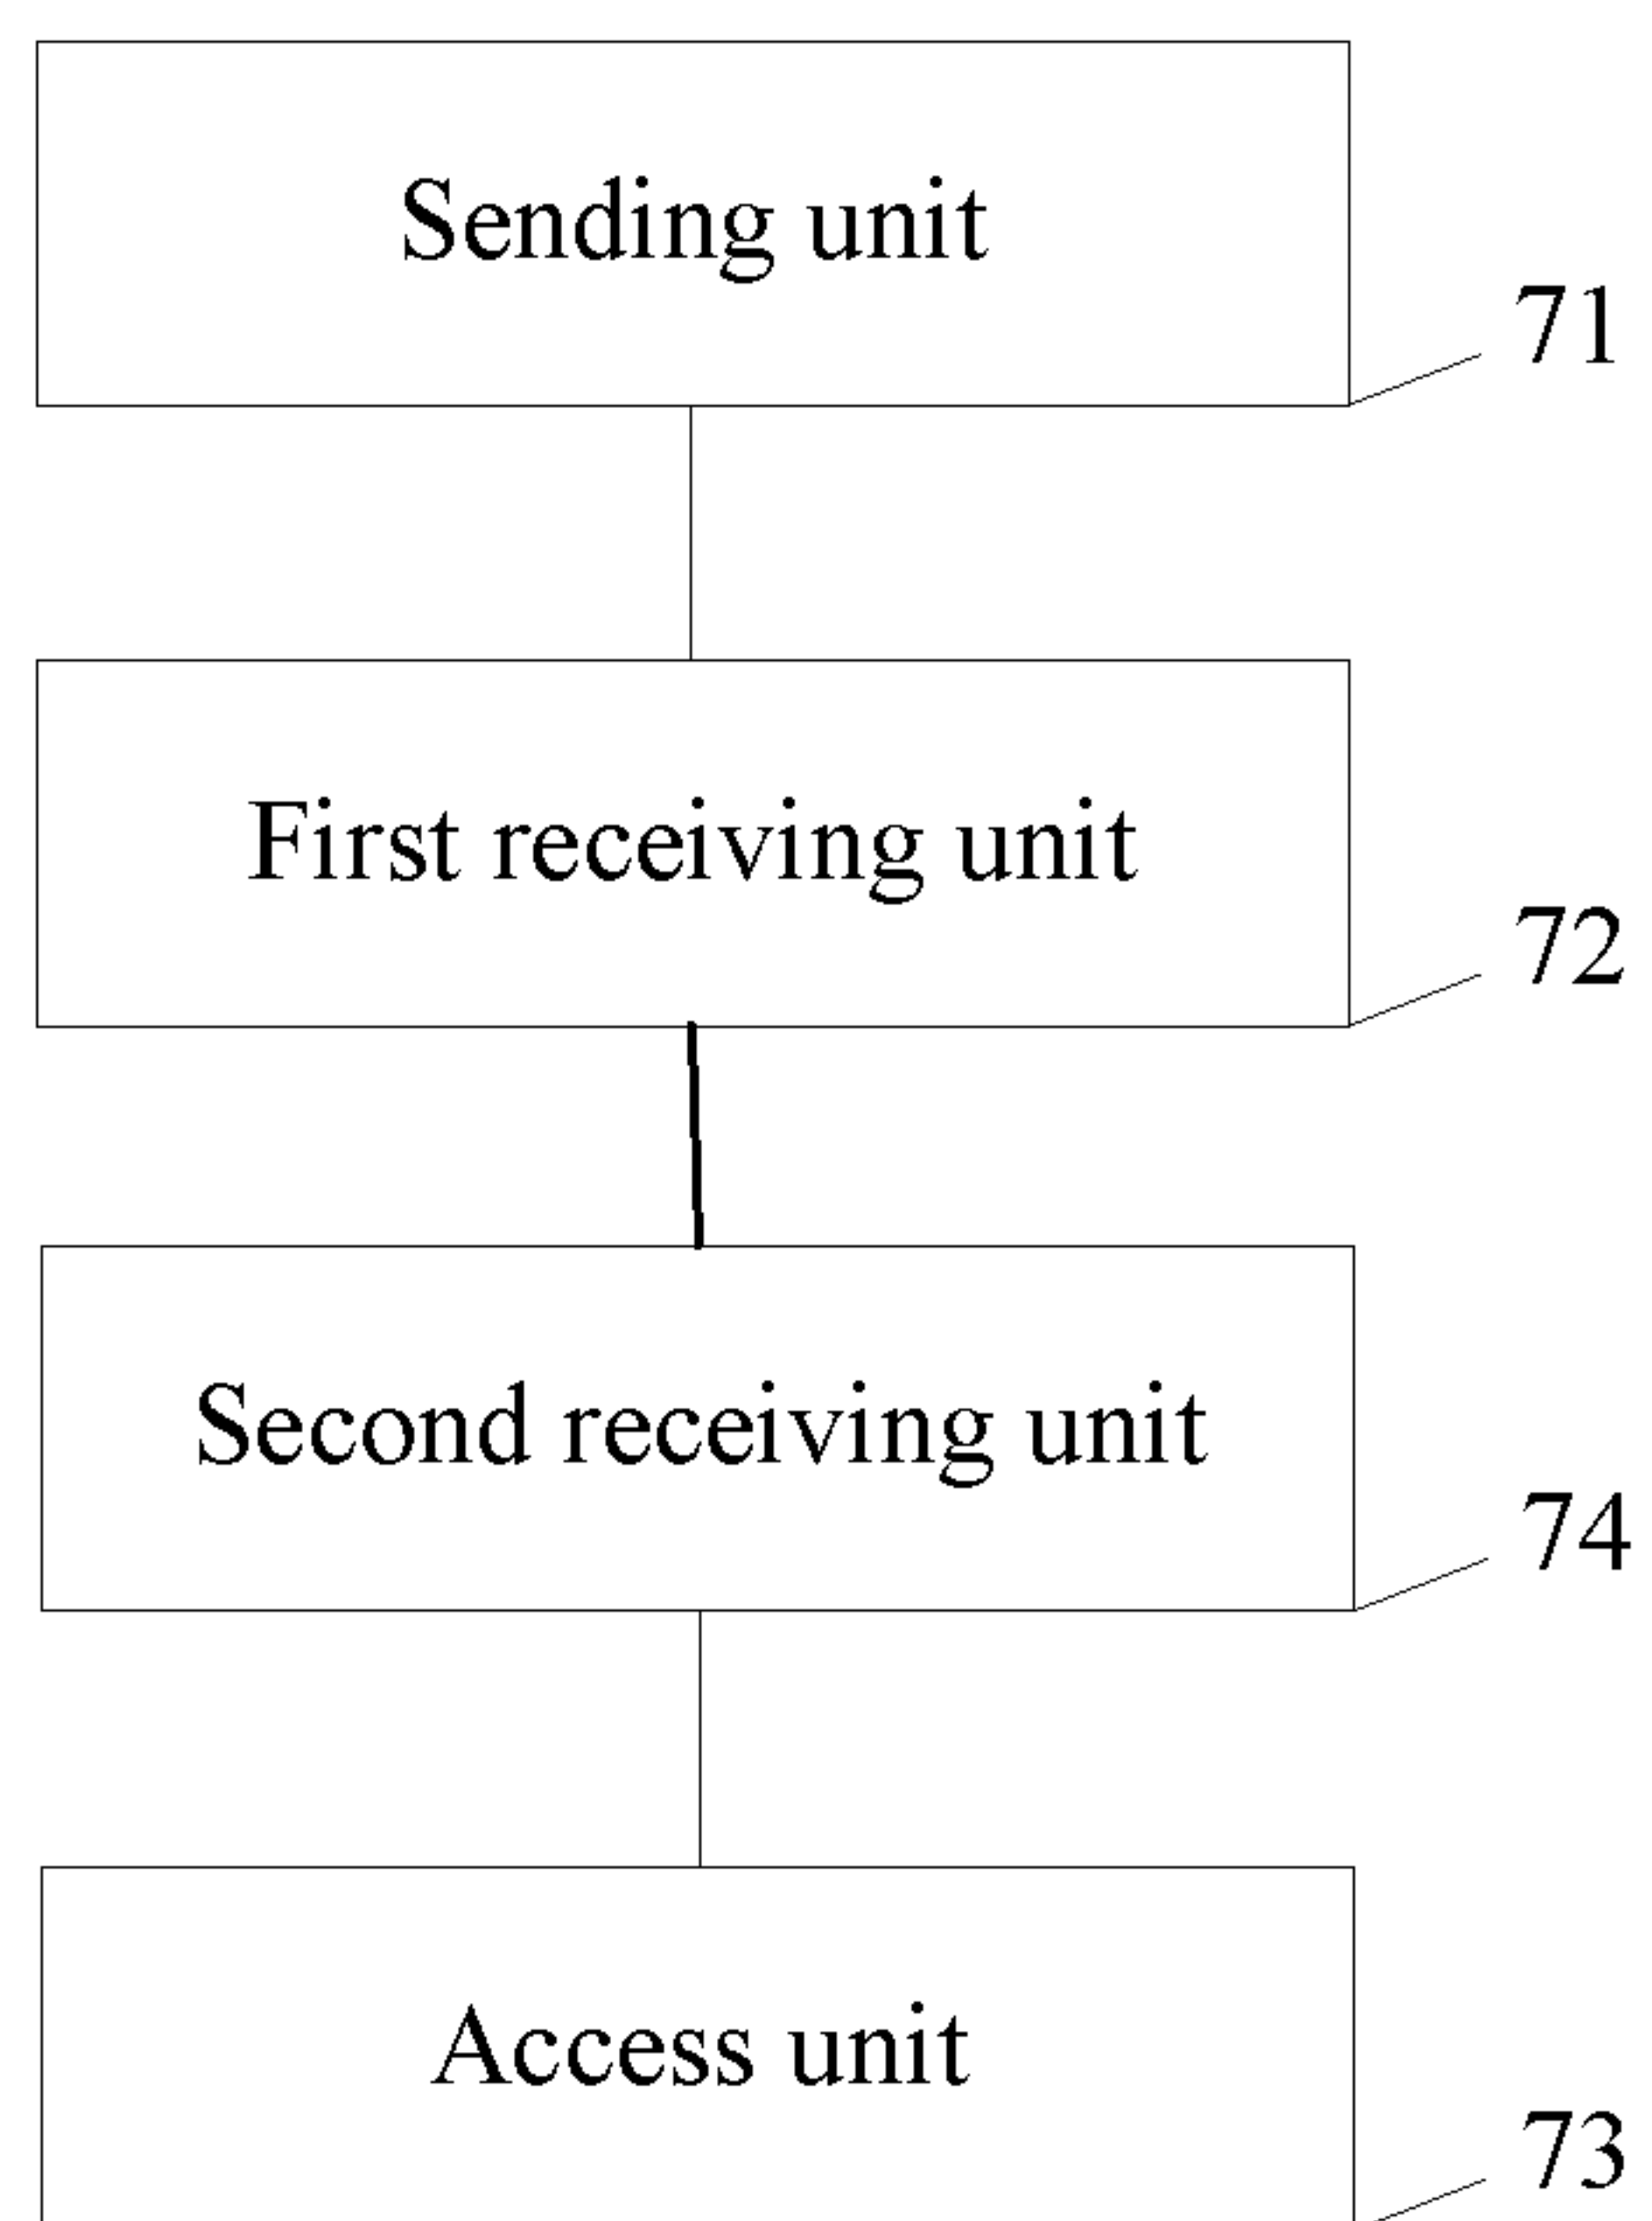 Sending unit
71
First receiving unit
72
Second receiving unit
74
Access unit
73